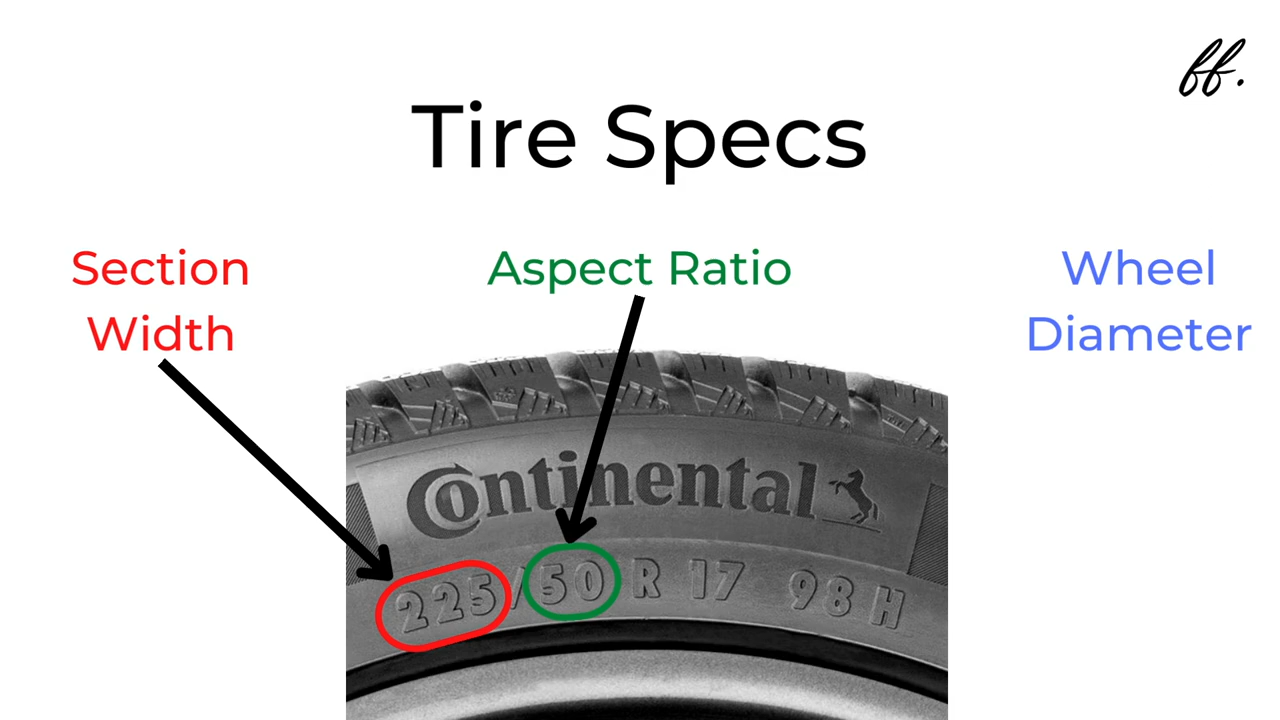 ff.
Tire Specs
Section
Width
Aspect Ratio
Wheel
Diameter
Continental
225/50 R 17 98 H